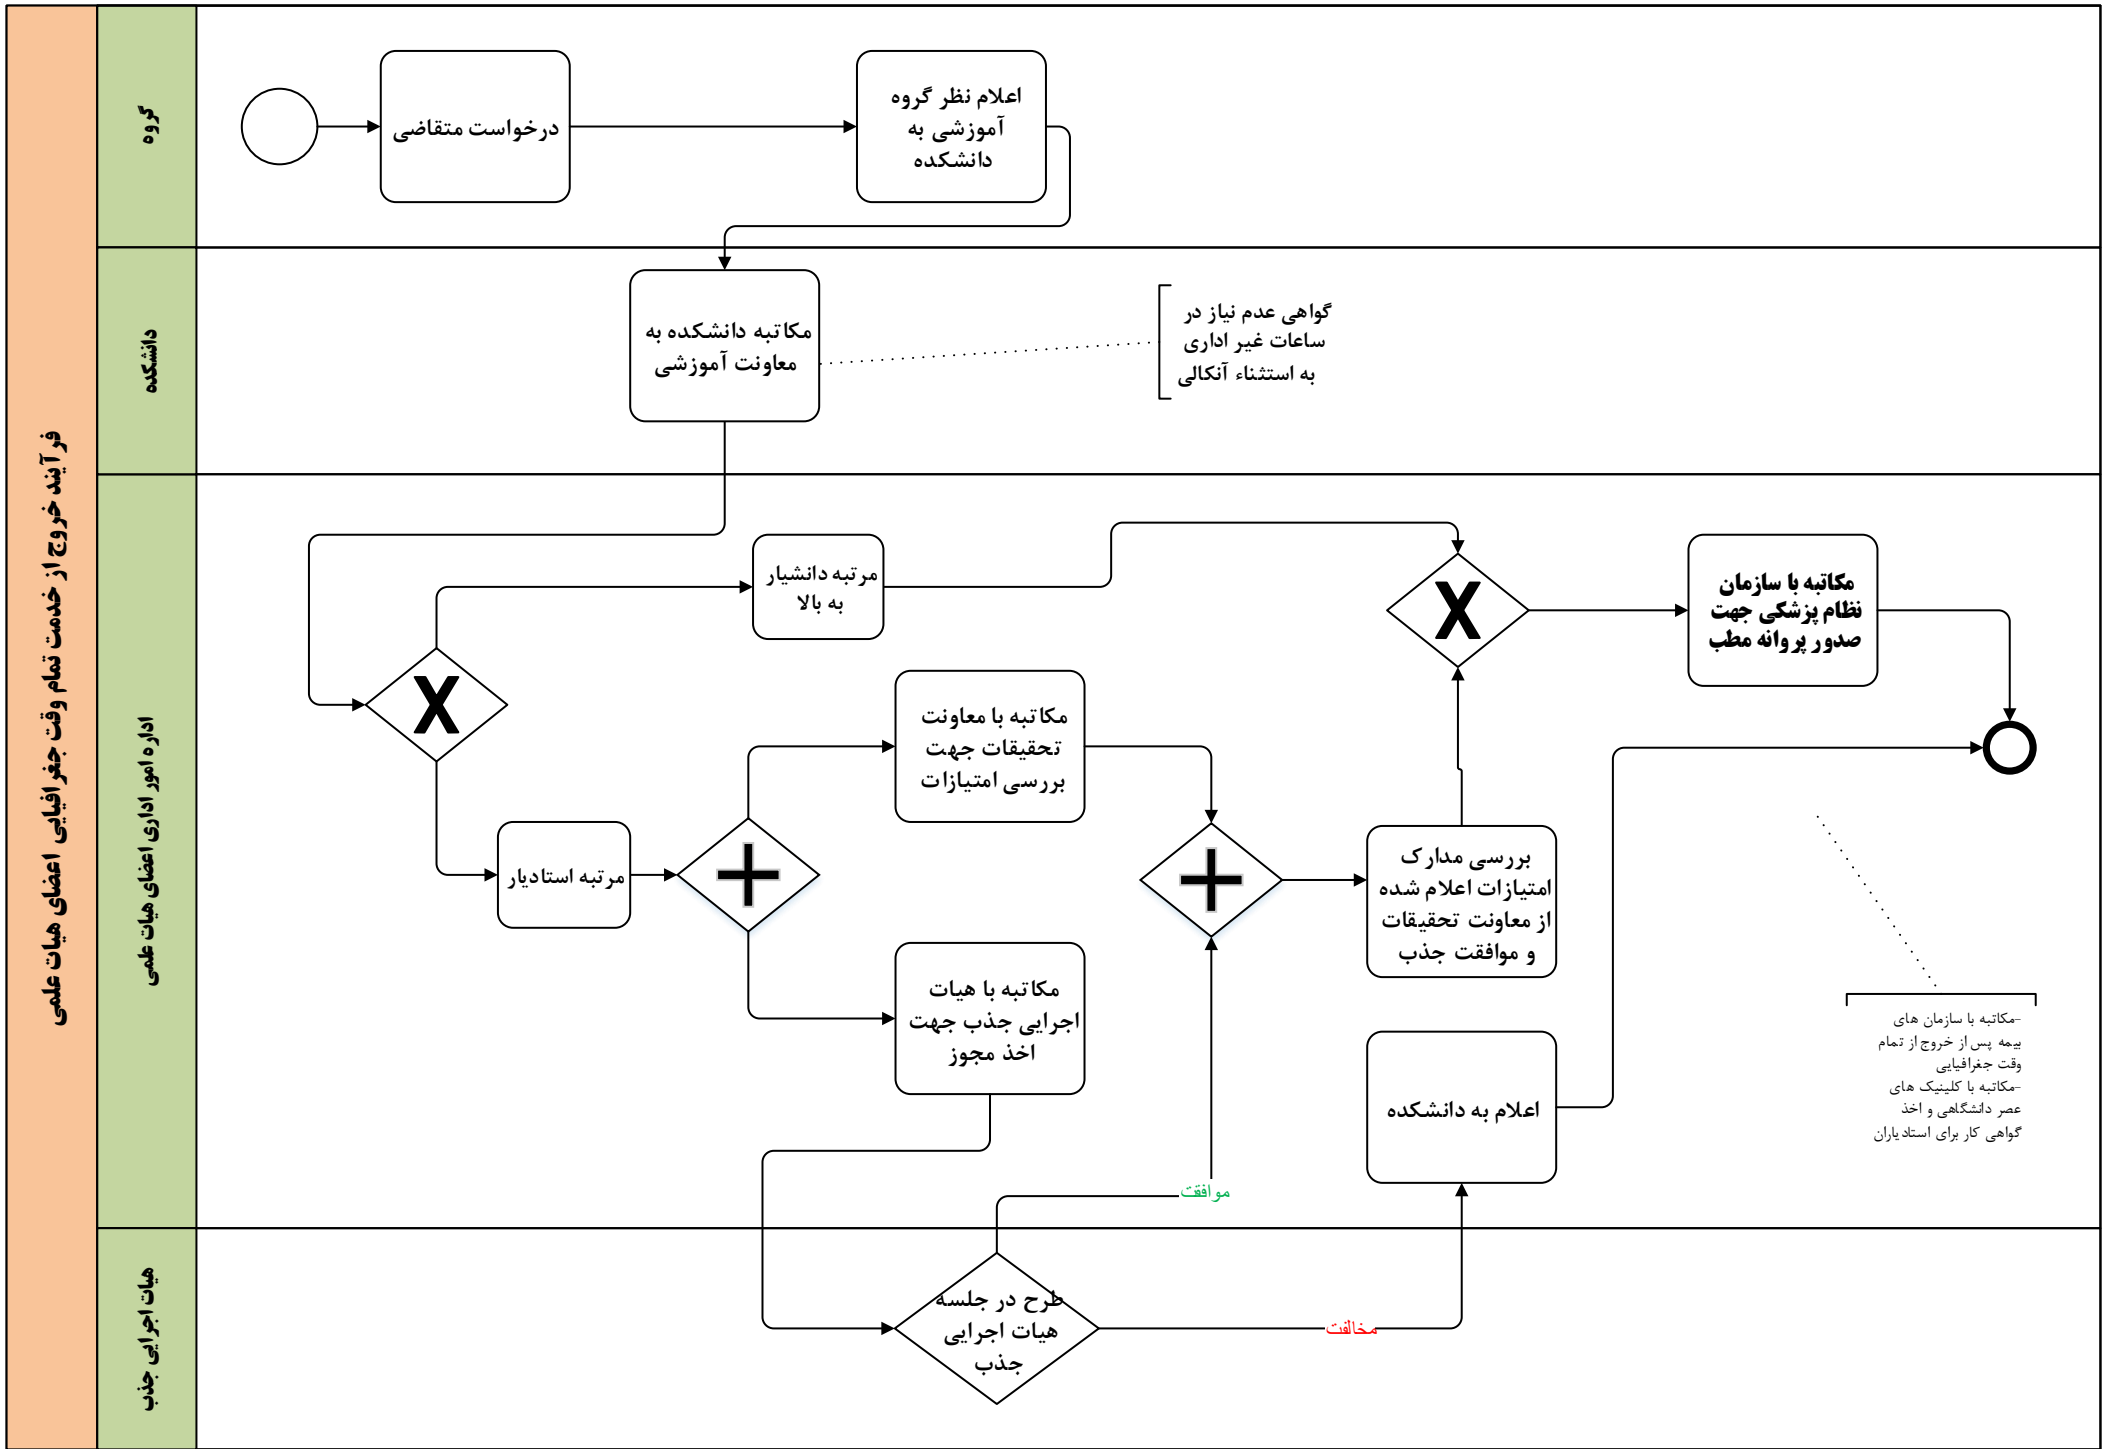 فرآیند خروج از خدمت تمام وقت جغرافیایی اعضای هیات علمی
گروه
درخواست متقاضی
اعلام نظر گروه
آموزشی به
دانشکده
دانشکده
مکاتبه دانشکده به
معاونت آموزشی
گواهی عدم نیاز در
ساعات غیر اداری
به استثناء آنکالی
اداره امور اداری اعضای هیات علمی
X
مرتبه دانشیار
به بالا
مرتبه استادیار
مکاتبه با معاونت
تحقیقات جهت
بررسی امتیازات
مکاتبه با هیات
اجرایی جذب جهت
اخذ مجوز
بررسی مدارک
امتیازات اعلام شده
از معاونت تحقیقات
و موافقت جذب
X
مکاتبه با سازمان
نظام پزشکی جهت
صدور پروانه مطب
اعلام به دانشکده
-مکاتبه با سازمان های
بیمه پس از خروج از تمام
وقت جغرافیایی
-مکاتبه با کلینیک های
عصر دانشگاهی و اخذ
گواهی کار برای استادیاران
موافقت
هیات اجرایی جذب
طرح در جلسه
هیات اجرایی
جذب
مخالفت